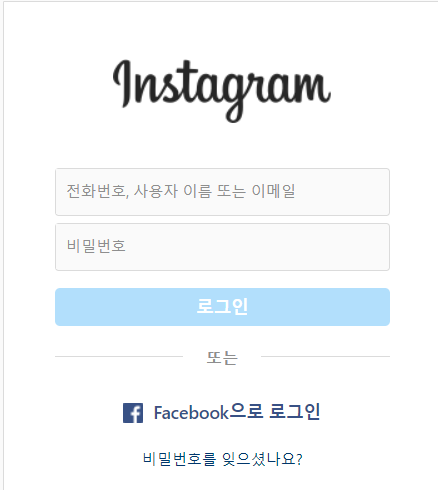 Instagram
전화번호, 사용자 이름 또는 이메일
비밀번호
로그인
또는
Facebook으로 로그인
비밀번호를 잊으셨나요?